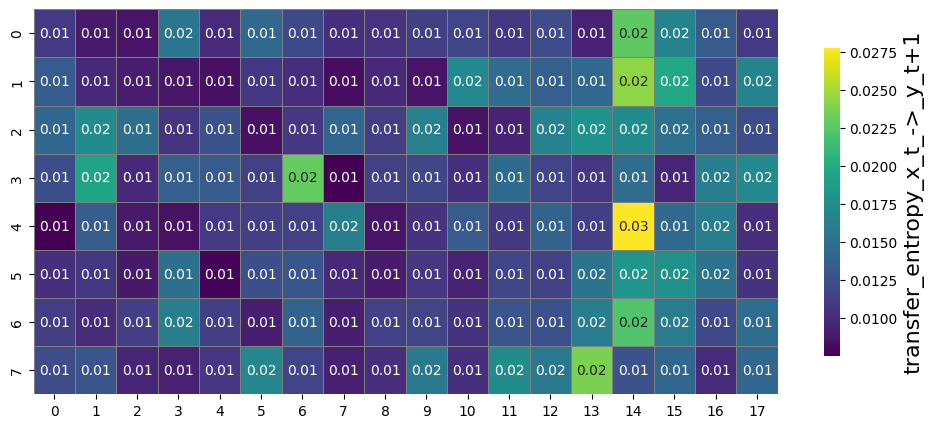 0 0.01 0.01 0.01 0.02 0.01 0.01 0.01 0.01 0.01 0.01 0.01 0.01 0.01 0.01 0.02 0.02 0.01 0.01
1 0.01 0.01 0.01 0.01 0.01 0.01 0.01 0.01 0.01 0.01 0.02 0.01 0.01 0.01 0.02 0.02 0.01 0.02
2 0.01 0.02 0.01 0.01 0.01 0.01 0.01 0.01 0.01 0.02 0.01 0.01 0.02 0.02 0.02 0.01 0.01 0.01
3 0.01 0.02 0.01 0.01 0.01 0.01 0.02 0.01 0.01 0.01 0.01 0.01 0.01 0.01 0.01 0.01 0.02 0.02
4 0.01 0.01 0.01 0.01 0.01 0.01 0.01 0.02 0.01 0.01 0.01 0.01 0.01 0.01 0.03 0.01 0.02 0.01
5 0.01 0.01 0.01 0.01 0.01 0.01 0.01 0.01 0.01 0.01 0.01 0.01 0.01 0.02 0.02 0.02 0.02 0.01
6 0.01 0.01 0.01 0.02 0.01 0.01 0.01 0.01 0.01 0.01 0.01 0.01 0.01 0.02 0.02 0.02 0.01 0.01
7 0.01 0.01 0.01 0.01 0.01 0.02 0.01 0.01 0.01 0.02 0.01 0.02 0.02 0.02 0.01 0.01 0.01 0.01
0 1 2 3 4 5 6 7 8 9 10 11 12 13 14 15 16 17
0.0275
0.0250
0.0225
0.0200
0.0175
0.0150
0.0125
0.0100
transfer_entropy_x_t_->_y_t+1